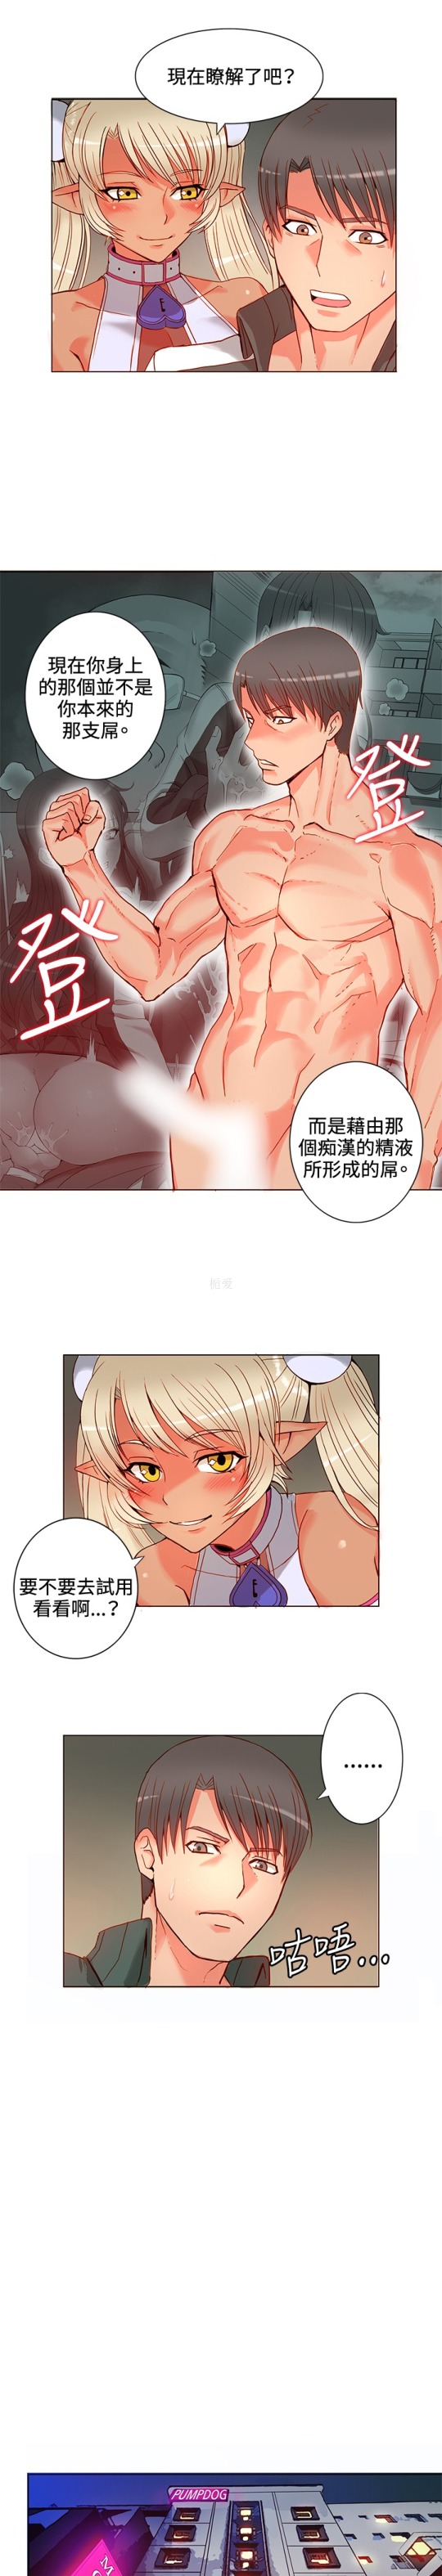 現在瞭解了吧？
現在你身上
的那個並不是
你本來的
那支屌。
登
登
而是藉由那
個痴漢的精液
所形成的屌。
桓爱
要不要去試用
看看啊…？
……
咕唔…
PUMPDOG